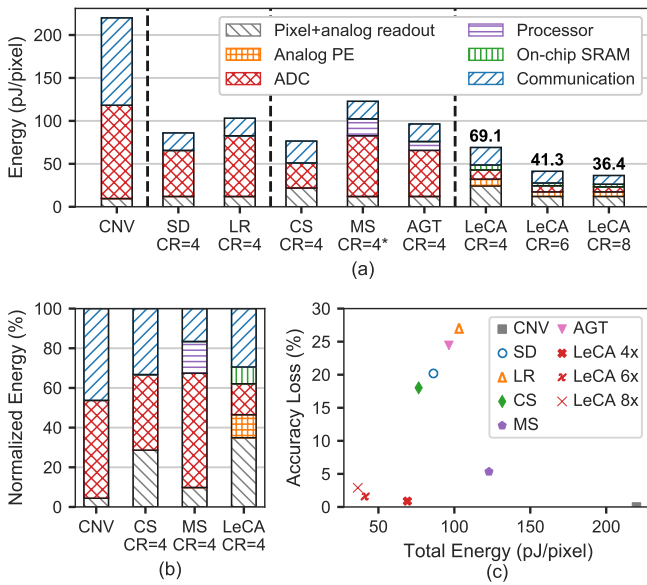 Energy (pJ/pixel)
200
150
100
50
0
Pixel+analog readout
Analog PE
ADC
Processor
On-chip SRAM
Communication
69.1
41.3
36.4
CNV
SD
CR=4
LR
CR=4
CS
CR=4
MS
CR=4*
AGT
CR=4
LeCA
CR=4
LeCA
CR=6
LeCA
CR=8
(a)
Normalized Energy (%)
100
80
60
40
20
0
CNV
CS
CR=4
MS
CR=4
LeCA
CR=4
(b)
Accuracy Loss (%)
30
25
20
15
10
5
0
CNV
SD
LR
CS
MS
AGT
LeCA 4x
LeCA 6x
LeCA 8x
50
100
150
200
Total Energy (pJ/pixel)
(c)